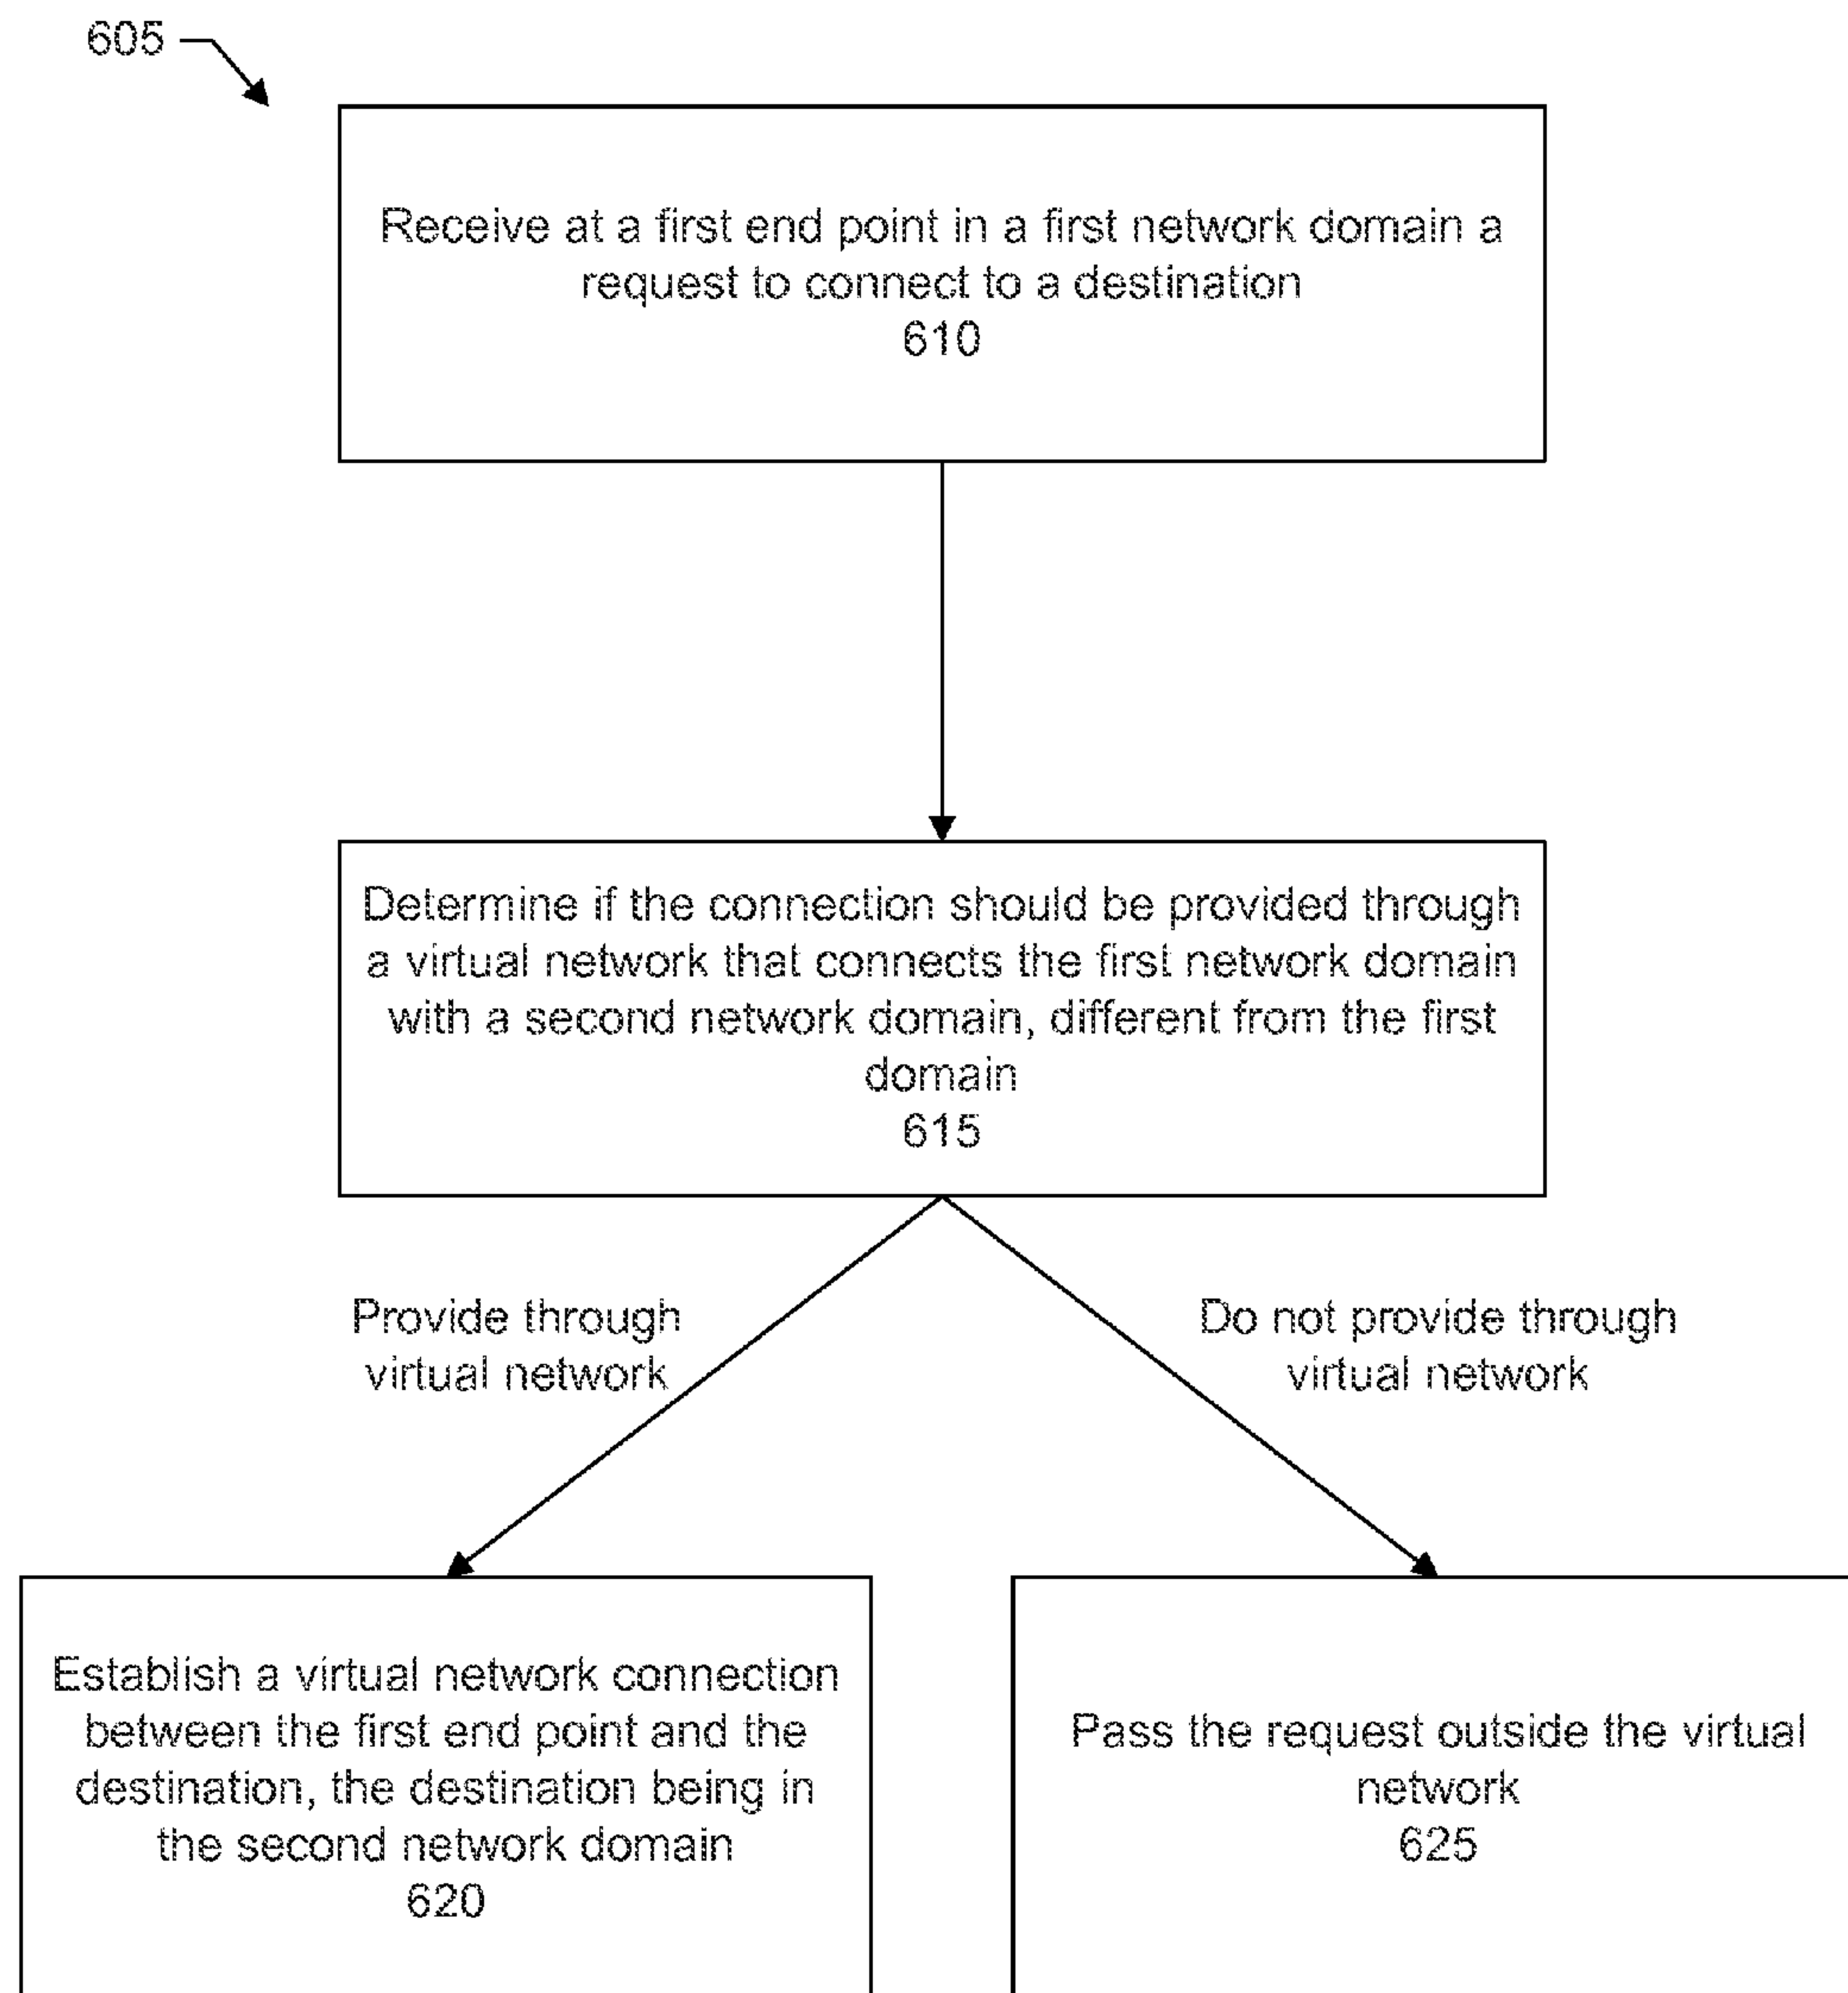 605
Receive at a first end point in a first network domain a
request to connect to a destination
610
Determine if the connection should be provided through
a virtual network that connects the first network domain
with a second network domain, different from the first
domain
615
Provide through
virtual network
Do not provide through
virtual network
Establish a virtual network connection
between the first end point and the
destination, the destination being in
the second network domain
620
Pass the request outside the virtual
network
625